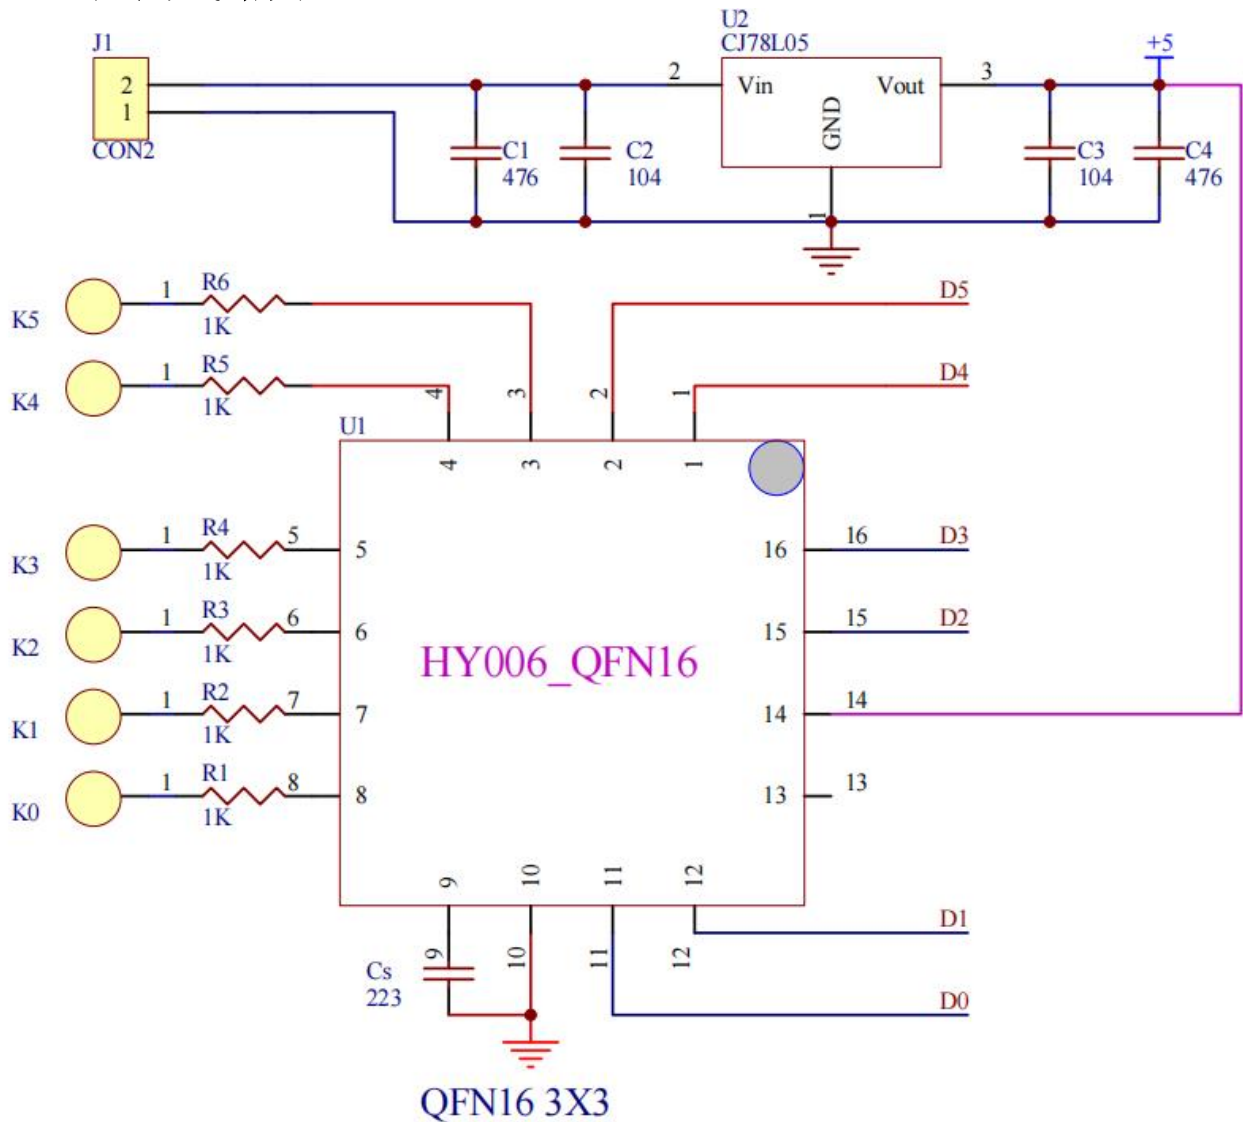 U2
CJ78L05
J1
+5
2
1
2
Vin
Vout
3
GND
1
CON2
C1
476
C2
104
C3
104
C4
476
K5
1
R6
1K
D5
K4
1
R5
1K
D4
4
3
2
1
U1
4
3
2
1
K3
1
R4
1K
5
5
16
16
D3
K2
1
R3
1K
6
6
15
15
D2
HY006_QFN16
K1
1
R2
1K
7
7
14
14
K0
1
R1
1K
8
8
13
13
9
10
11
12
D1
9
10
11
12
Cs
223
D0
QFN16 3X3